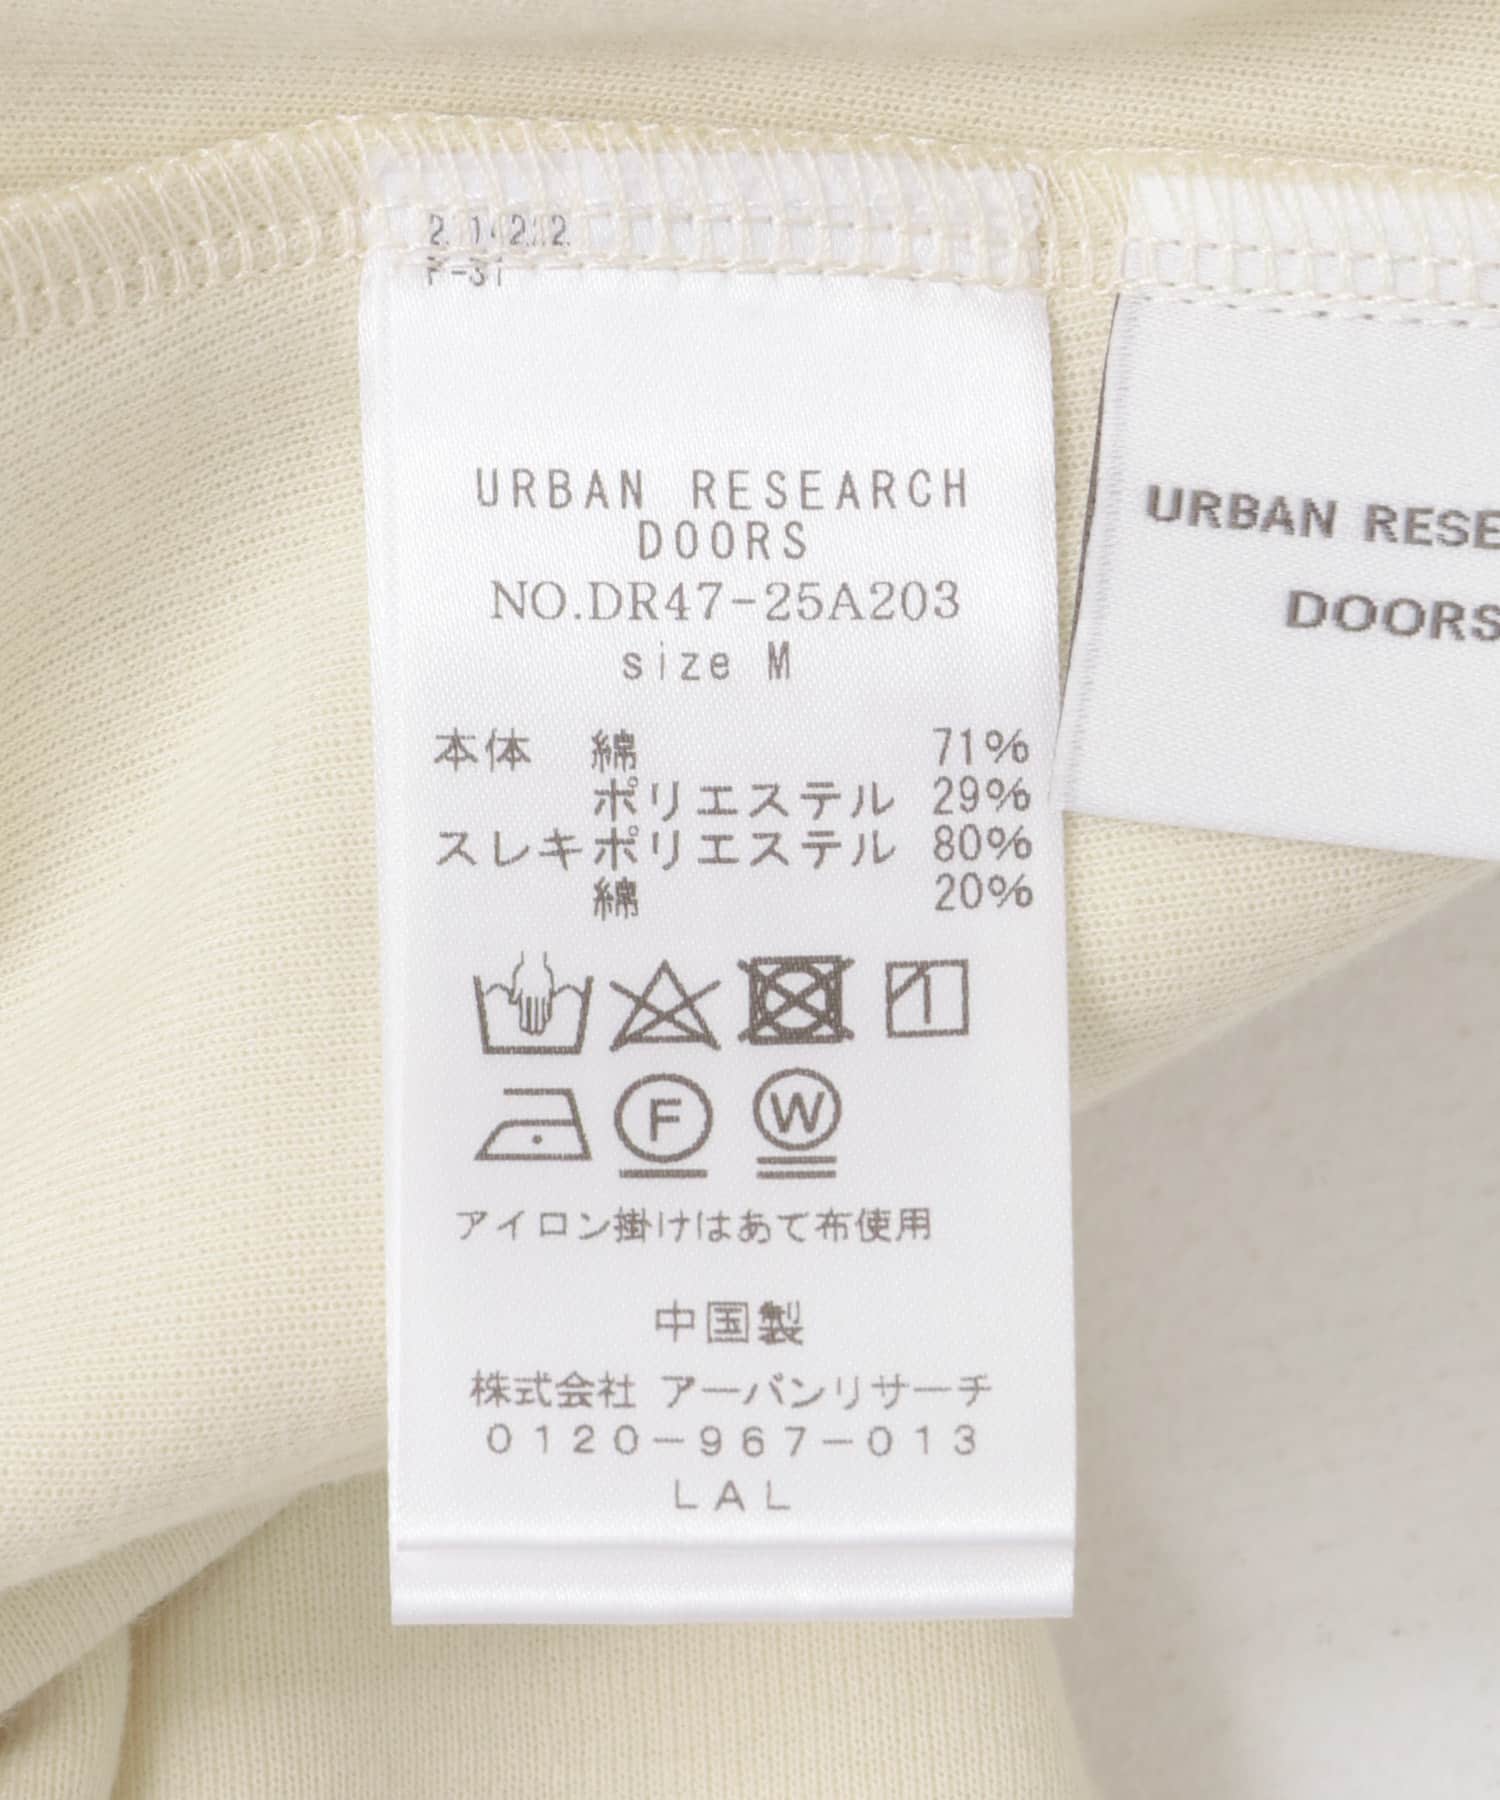 URBAN RESEARCH
DOORS
NO.DR47-25A203
size M
本体 綿 71%
ポリエステル 29%
スレキポリエステル 80%
綿 20%
F
W
アイロン掛けはあて布使用
中国製
株式会社 アーバンリサーチ
0120-967-013
LAL
URBAN RESE
DOORS